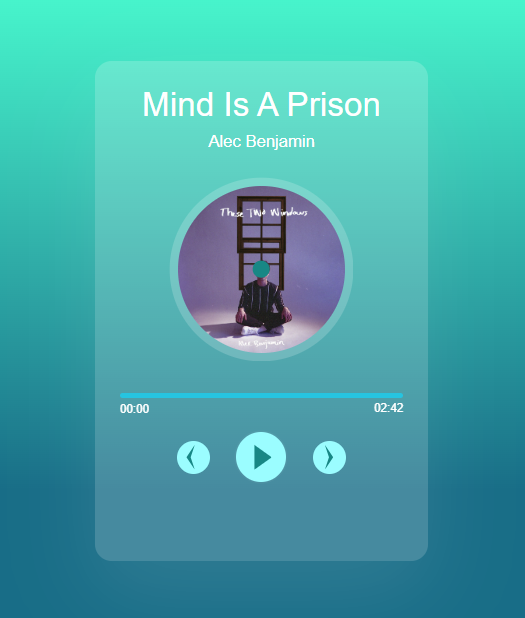 Mind Is A Prison
Alec Benjamin
These Two Windows
Alec Benjamin
00:00
02:42